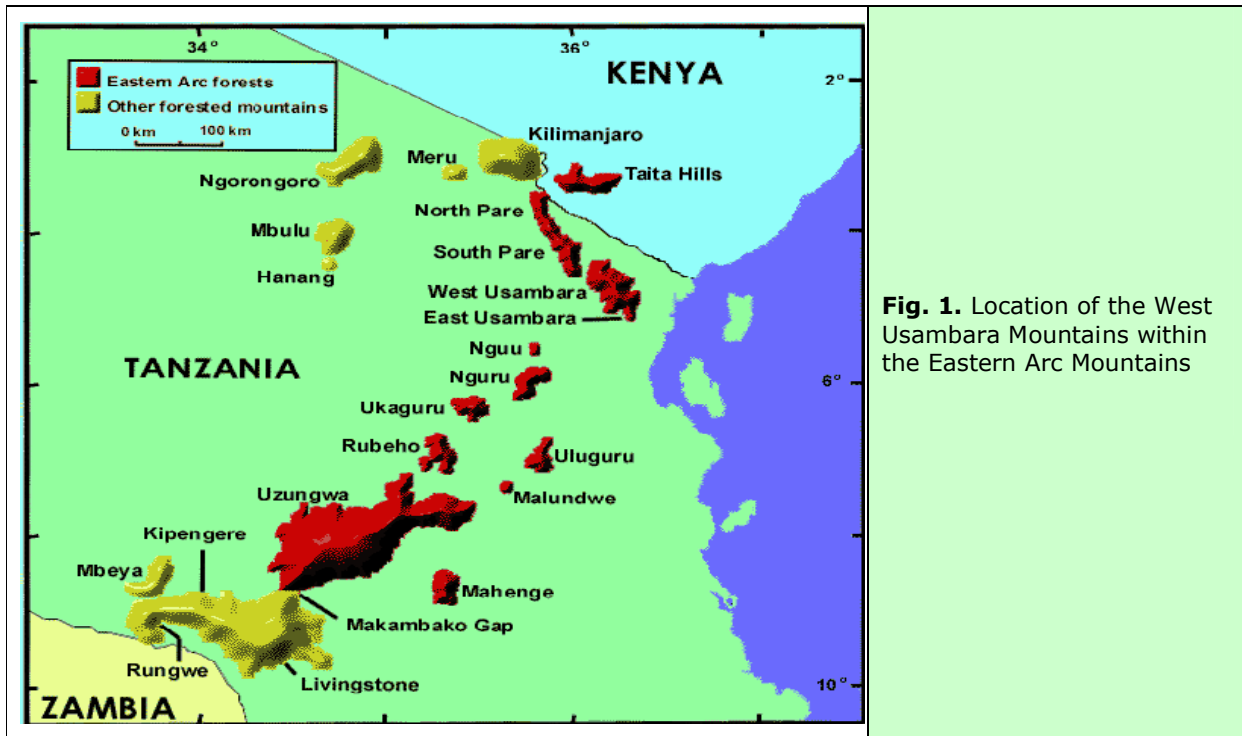 34°
36°
KENYA
2°
Eastern Arc forests
Other forested mountains
0 km 100 km
Kilimanjaro
Meru
Taita Hills
Ngorongoro
North Pare
Mbulu
South Pare
Hanang
West Usambara
East Usambara
Fig. 1. Location of the West
Usambara Mountains within
the Eastern Arc Mountains
Nguu
TANZANIA
Nguru
6°
Ukaguru
Rubeho
Uluguru
Uzungwa
Malundwe
Kipengere
Mbeya
Mahenge
Makambako Gap
Rungwe
Livingstone
10°
ZAMBIA